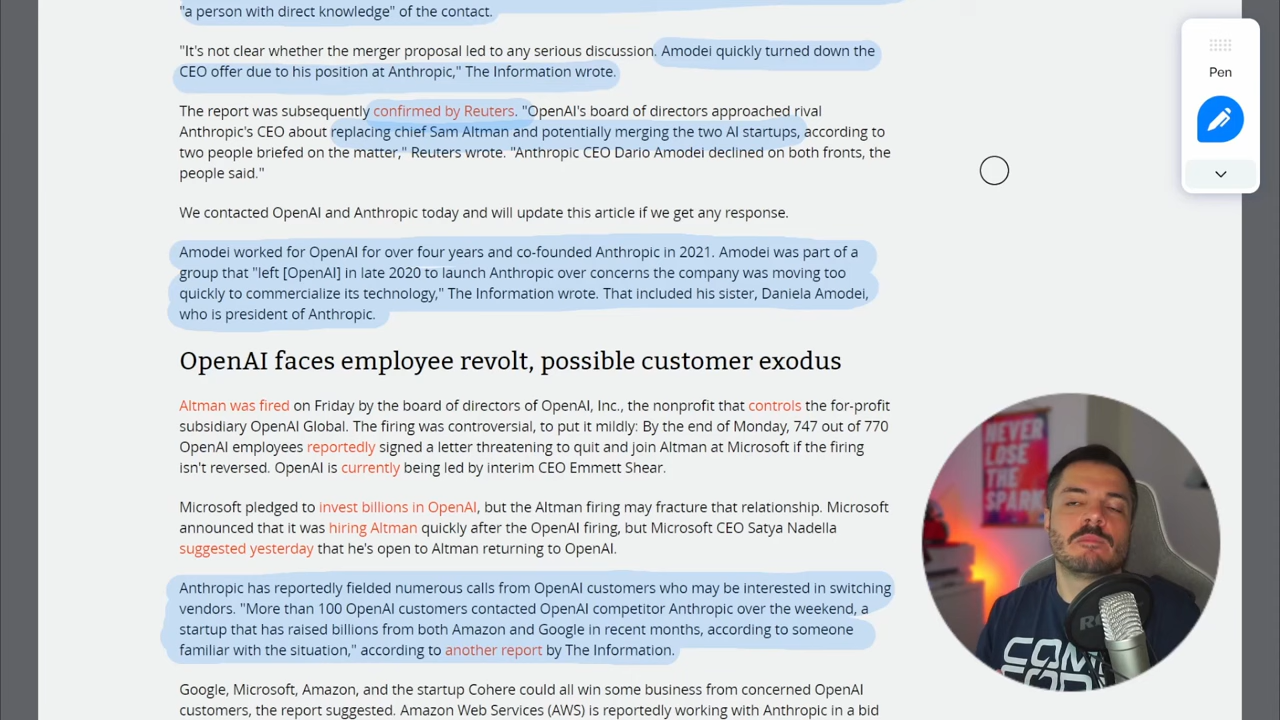 "a person with direct knowledge" of the contact.
"It's not clear whether the merger proposal led to any serious discussion. Amodei quickly turned down the
CEO offer due to his position at Anthropic," The Information wrote.
The report was subsequently confirmed by Reuters. "OpenAI's board of directors approached rival
Anthropic's CEO about replacing chief Sam Altman and potentially merging the two AI startups, according to
two people briefed on the matter," Reuters wrote. "Anthropic CEO Dario Amodei declined on both fronts, the
people said."
We contacted OpenAI and Anthropic today and will update this article if we get any response.
Amodei worked for OpenAI for over four years and co-founded Anthropic in 2021. Amodei was part of a
group that "left [OpenAI] in late 2020 to launch Anthropic over concerns the company was moving too
quickly to commercialize its technology," The Information wrote. That included his sister, Daniela Amodei,
who is president of Anthropic.
OpenAI faces employee revolt, possible customer exodus
Altman was fired on Friday by the board of directors of OpenAI, Inc., the nonprofit that controls the for-profit
subsidiary OpenAI Global. The firing was controversial, to put it mildly: By the end of Monday, 747 out of 770
OpenAI employees reportedly signed a letter threatening to quit and join Altman at Microsoft if the firing
isn't reversed. OpenAI is currently being led by interim CEO Emmett Shear.
Microsoft pledged to invest billions in OpenAI, but the Altman firing may fracture that relationship. Microsoft
announced that it was hiring Altman quickly after the OpenAI firing, but Microsoft CEO Satya Nadella
suggested yesterday that he's open to Altman returning to OpenAI.
Anthropic has reportedly fielded numerous calls from OpenAI customers who may be interested in switching
vendors. "More than 100 OpenAI customers contacted OpenAI competitor Anthropic over the weekend, a
startup that has raised billions from both Amazon and Google in recent months, according to someone
familiar with the situation," according to another report by The Information.
Google, Microsoft, Amazon, and the startup Cohere could all win some business from concerned OpenAI
customers, the report suggested. Amazon Web Services (AWS) is reportedly working with Anthropic in a bid
Pen
NEVER
LOSE
THE
SPARK